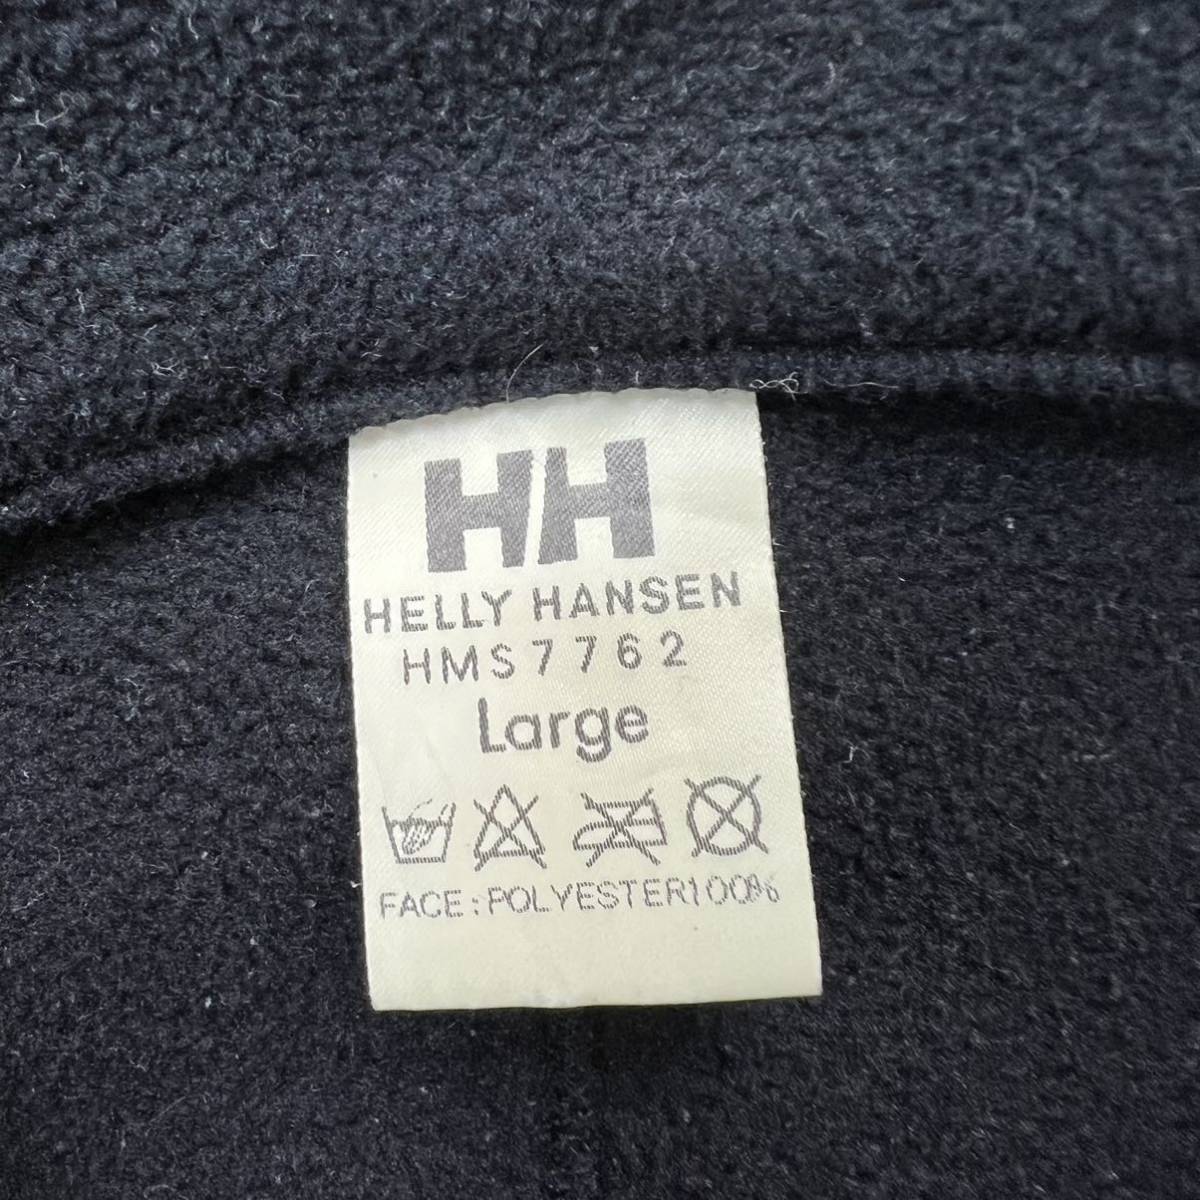 HH
HELLY HANSEN
HMS7762
Large
FACE:POLYESTER100%